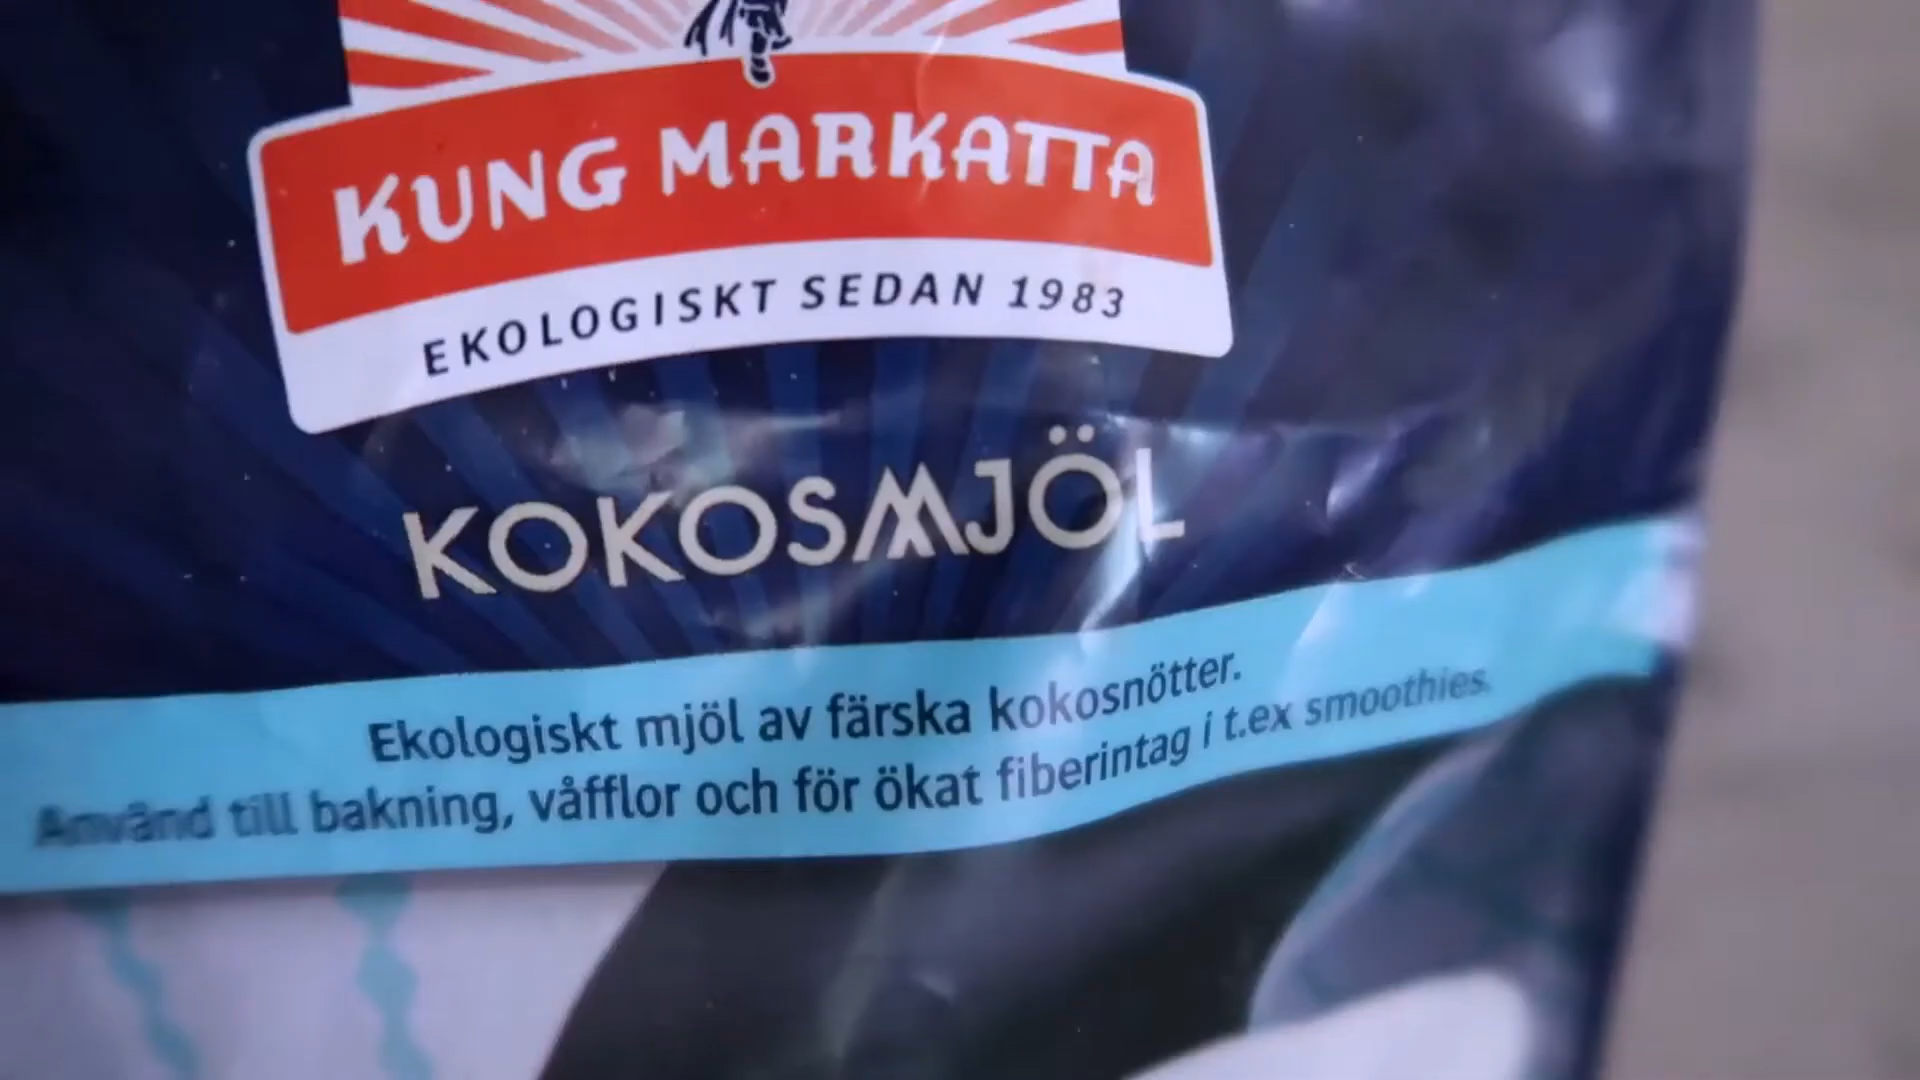 KUNG MARKATTA
EKOLOGISKT SEDAN 1983
KOKOSMJÖL
Ekologiskt mjöl av färska kokosnötter.
Använd till bakning, våfflor och för ökat fiberintag i t.ex smoothies.